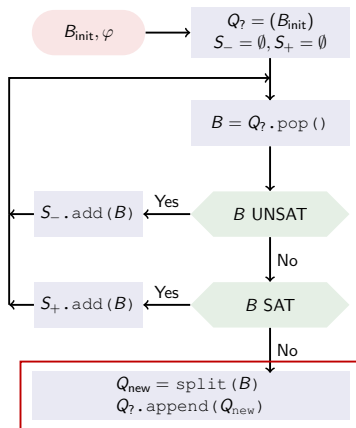 B_init, φ
Q_? = (B_init)
S_− = ∅, S_+ = ∅
B = Q_?.pop()
B UNSAT
Yes
S_−.add(B)
No
B SAT
Yes
S_+.add(B)
No
Q_new = split(B)
Q_?.append(Q_new)